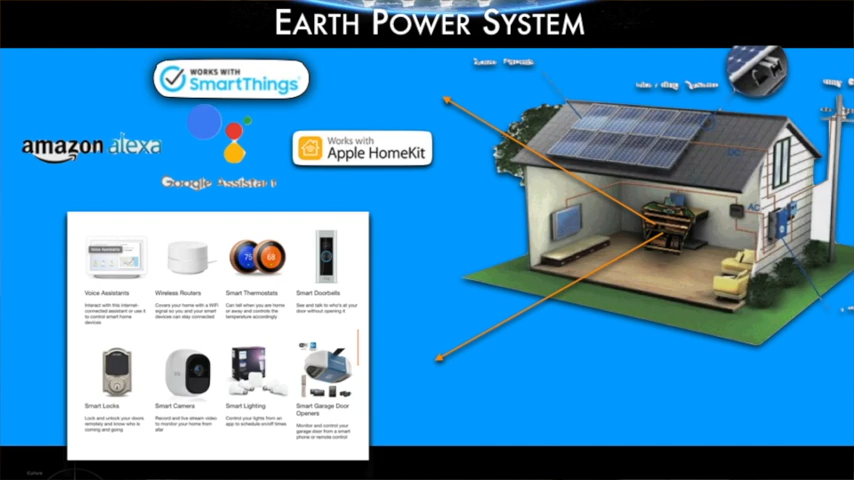 EARTH POWER SYSTEM
WORKS WITH
SmartThings
amazon alexa
Google Assistant
Works with
Apple HomeKit
DC
AC
Voice Assistants
Interact with this internet-
connected assistant or use it
to control smart home
devices
Wireless Routers
Covers your home with a WiFi
signal so you and your smart
devices can stay connected
75
68
Smart Thermostats
Can tell when you are home
or away and controls the
temperature accordingly
Smart Doorbells
See and talk to who's at your
door without opening it
Smart Locks
Lock and unlock your doors
remotely and know who is
coming and going
Smart Camera
Record and live stream video
to monitor your home from
afar
Smart Lighting
Control your lights from an
app to schedule on/off times
Smart Garage Door
Openers
Monitor and control your
garage door from a smart
phone or remote control